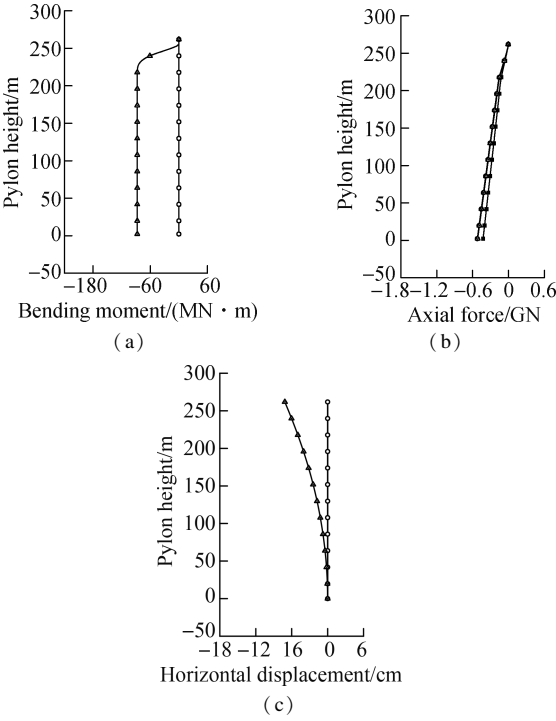 300
250
200
150
100
50
0
−50
Pylon height/m
−180 −60 60
Bending moment/(MN·m)
(a)
300
250
200
150
100
50
0
−50
Pylon height/m
−1.8 −1.2 −0.6 0 0.6
Axial force/GN
(b)
300
250
200
150
100
50
0
−50
Pylon height/m
−18 −12 16 0 6
Horizontal displacement/cm
(c)